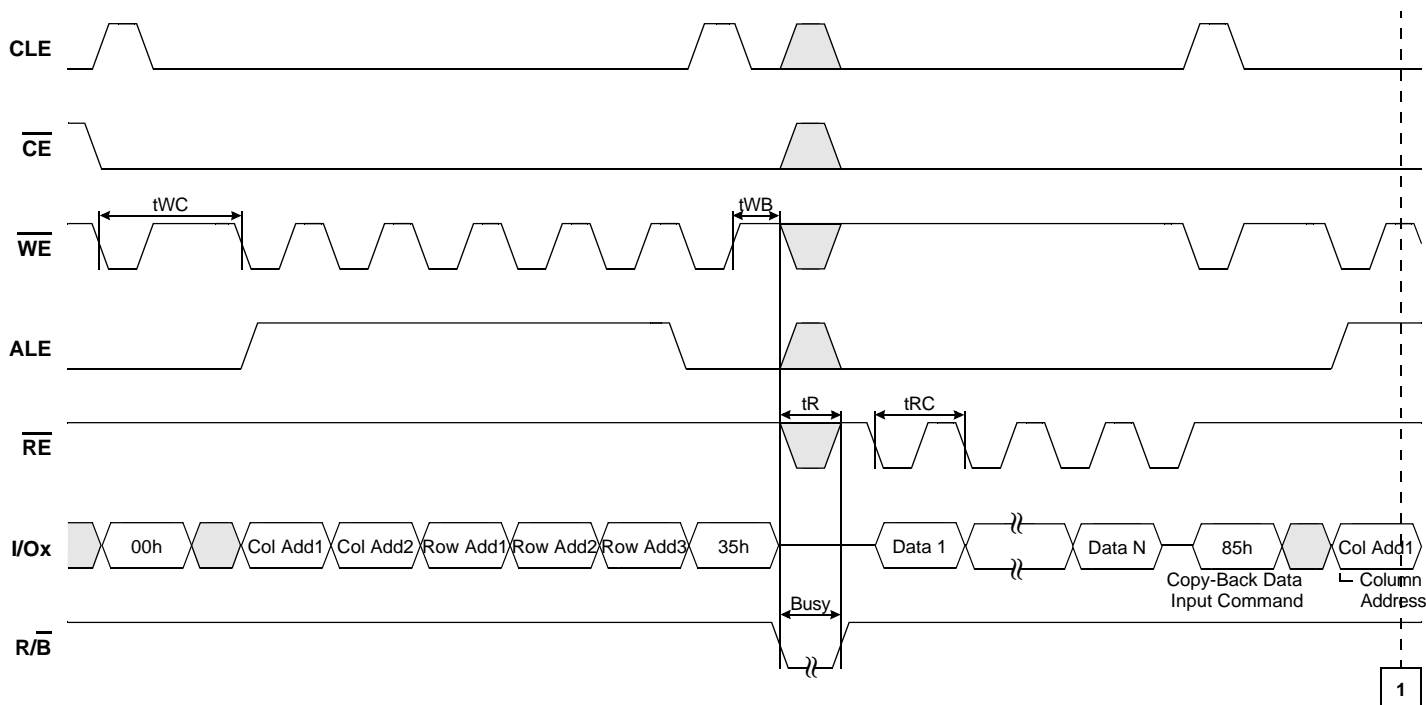 CLE
CE
tWC
tWB
WE
ALE
tR
tRC
RE
I/Ox
00h
Col Add1
Col Add2
Row Add1
Row Add2
Row Add3
35h
Data 1
Data N
85h
Col Add1
Copy-Back Data
Input Command
Column
Address
Busy
R/B
1